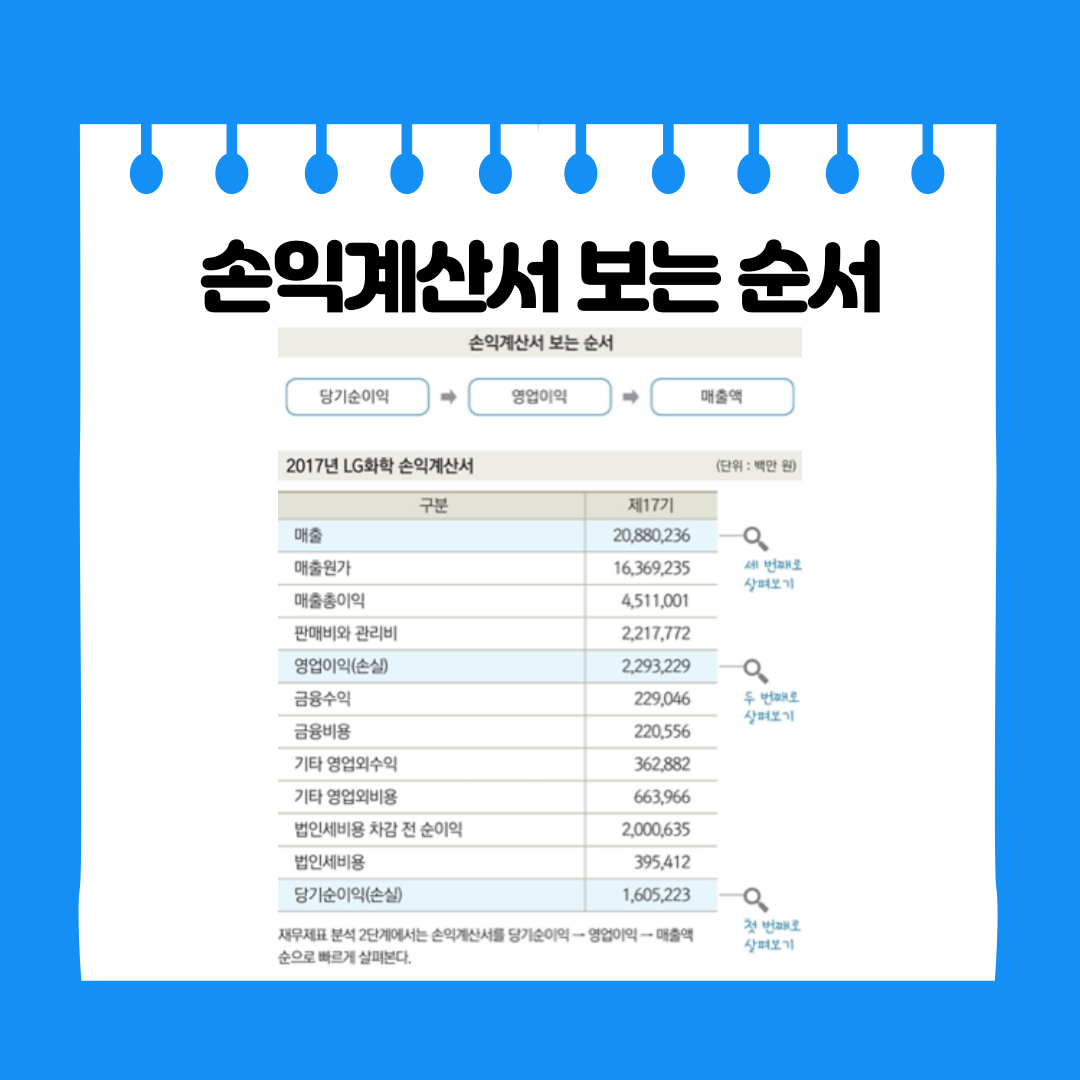 손익계산서 보는 순서
손익계산서 보는 순서
당기순이익 ➡ 영업이익 ➡ 매출액
2017년 LG화학 손익계산서 (단위 : 백만 원)
구분 제17기
매출 20,880,236
세 번째로
살펴보기
매출원가 16,369,235
매출총이익 4,511,001
판매비와 관리비 2,217,772
영업이익(손실) 2,293,229
두 번째로
살펴보기
금융수익 229,046
금융비용 220,556
기타 영업외수익 362,882
기타 영업외비용 663,966
법인세비용 차감 전 순이익 2,000,635
법인세비용 395,412
당기순이익(손실) 1,605,223
첫 번째로
살펴보기
재무제표 분석 2단계에서는 손익계산서를 당기순이익 → 영업이익 → 매출액
순으로 빠르게 살펴본다.